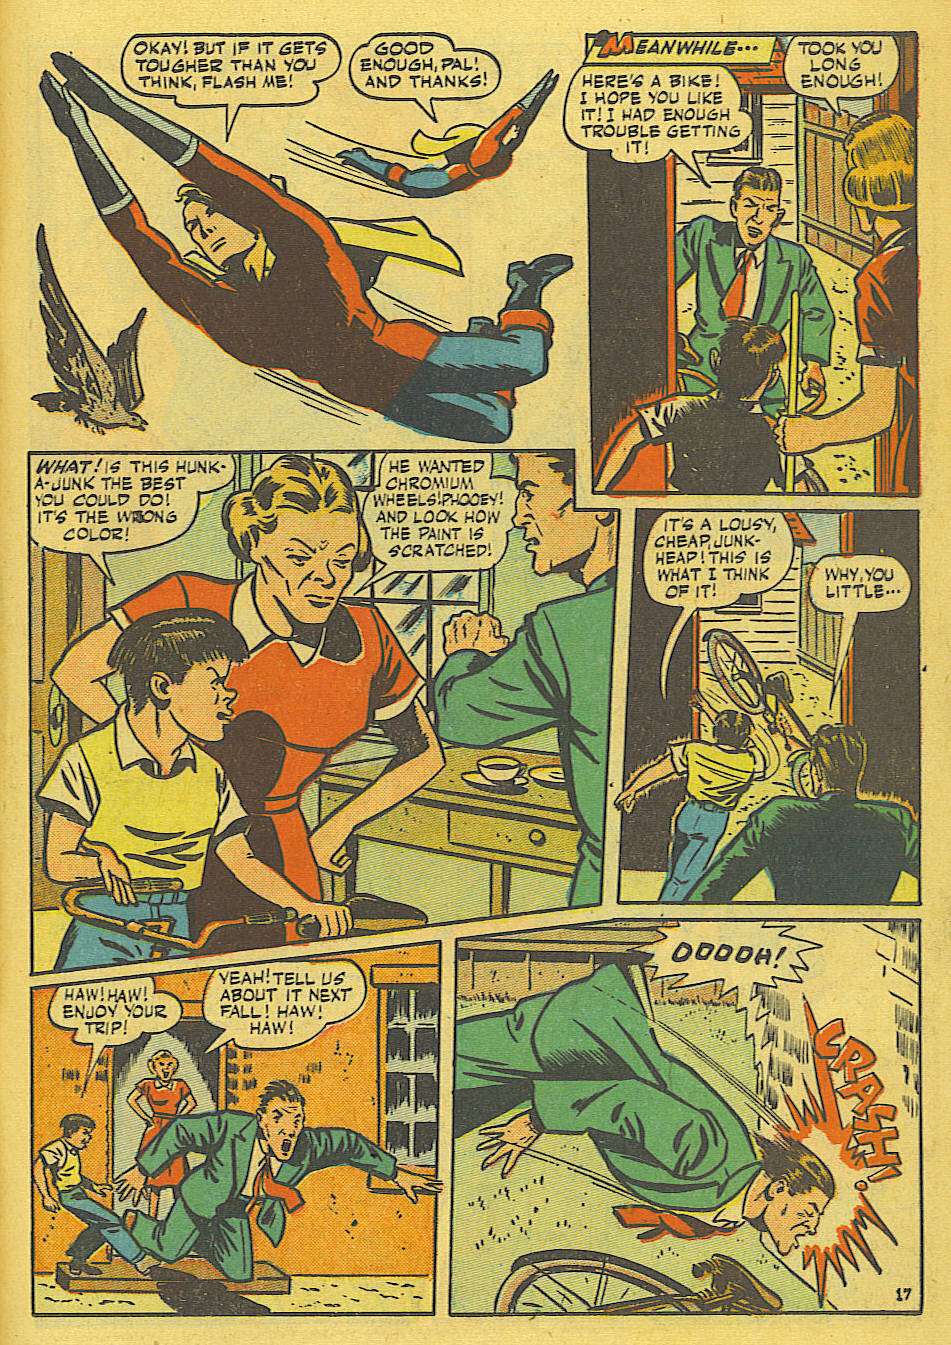 OKAY! BUT IF IT GETS
TOUGHER THAN YOU
THINK, FLASH ME!
GOOD
ENOUGH, PAL!
AND THANKS!
MEANWHILE...
HERE'S A BIKE!
I HOPE YOU LIKE
IT! I HAD ENOUGH
TROUBLE GETTING
IT!
TOOK YOU
LONG
ENOUGH!
WHAT! IS THIS HUNK-
A-JUNK THE BEST
YOU COULD DO!
IT'S THE WRONG
COLOR!
HE WANTED
CHROMIUM
WHEELS! PHOOEY!
AND LOOK HOW
THE PAINT IS
SCRATCHED!
IT'S A LOUSY,
CHEAP, JUNK-
HEAP! THIS IS
WHAT I THINK
OF IT!
WHY, YOU
LITTLE...
HAW! HAW!
ENJOY YOUR
TRIP!
YEAH! TELL US
ABOUT IT NEXT
FALL! HAW!
HAW!
OOOOH!
CRASH!
17